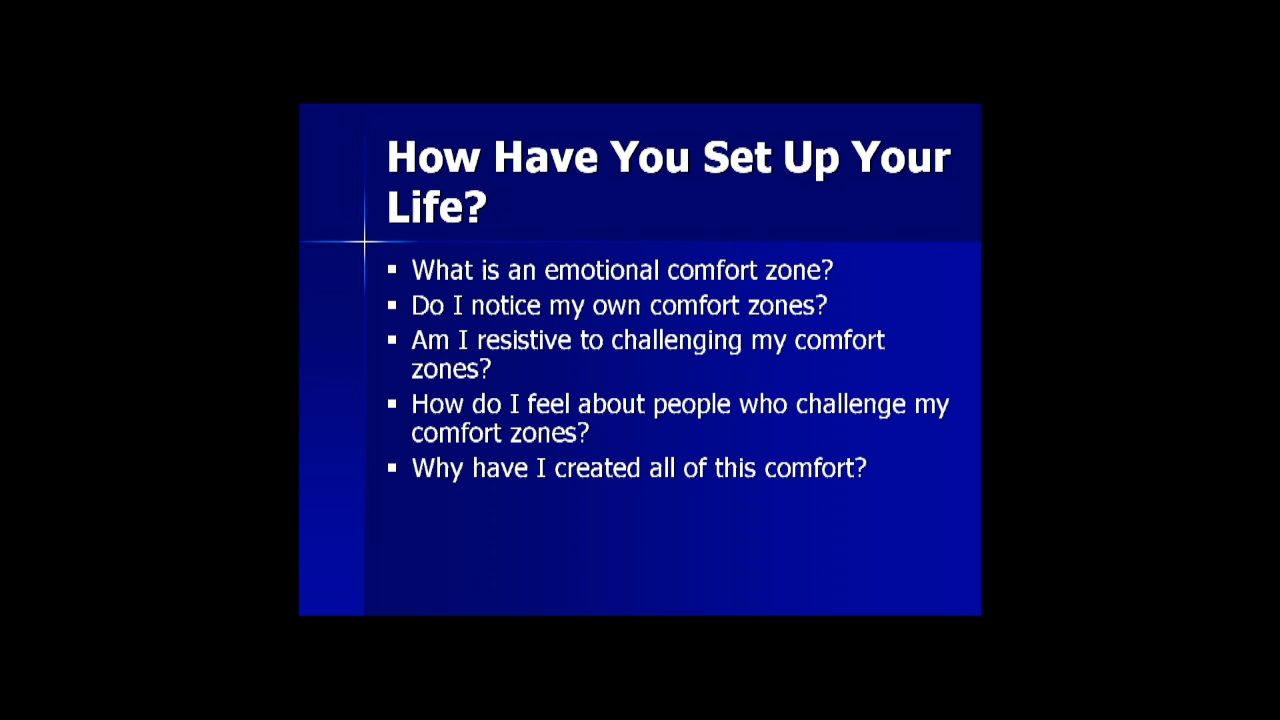 How Have You Set Up Your
Life?
▪ What is an emotional comfort zone?
▪ Do I notice my own comfort zones?
▪ Am I resistive to challenging my comfort
zones?
▪ How do I feel about people who challenge my
comfort zones?
▪ Why have I created all of this comfort?